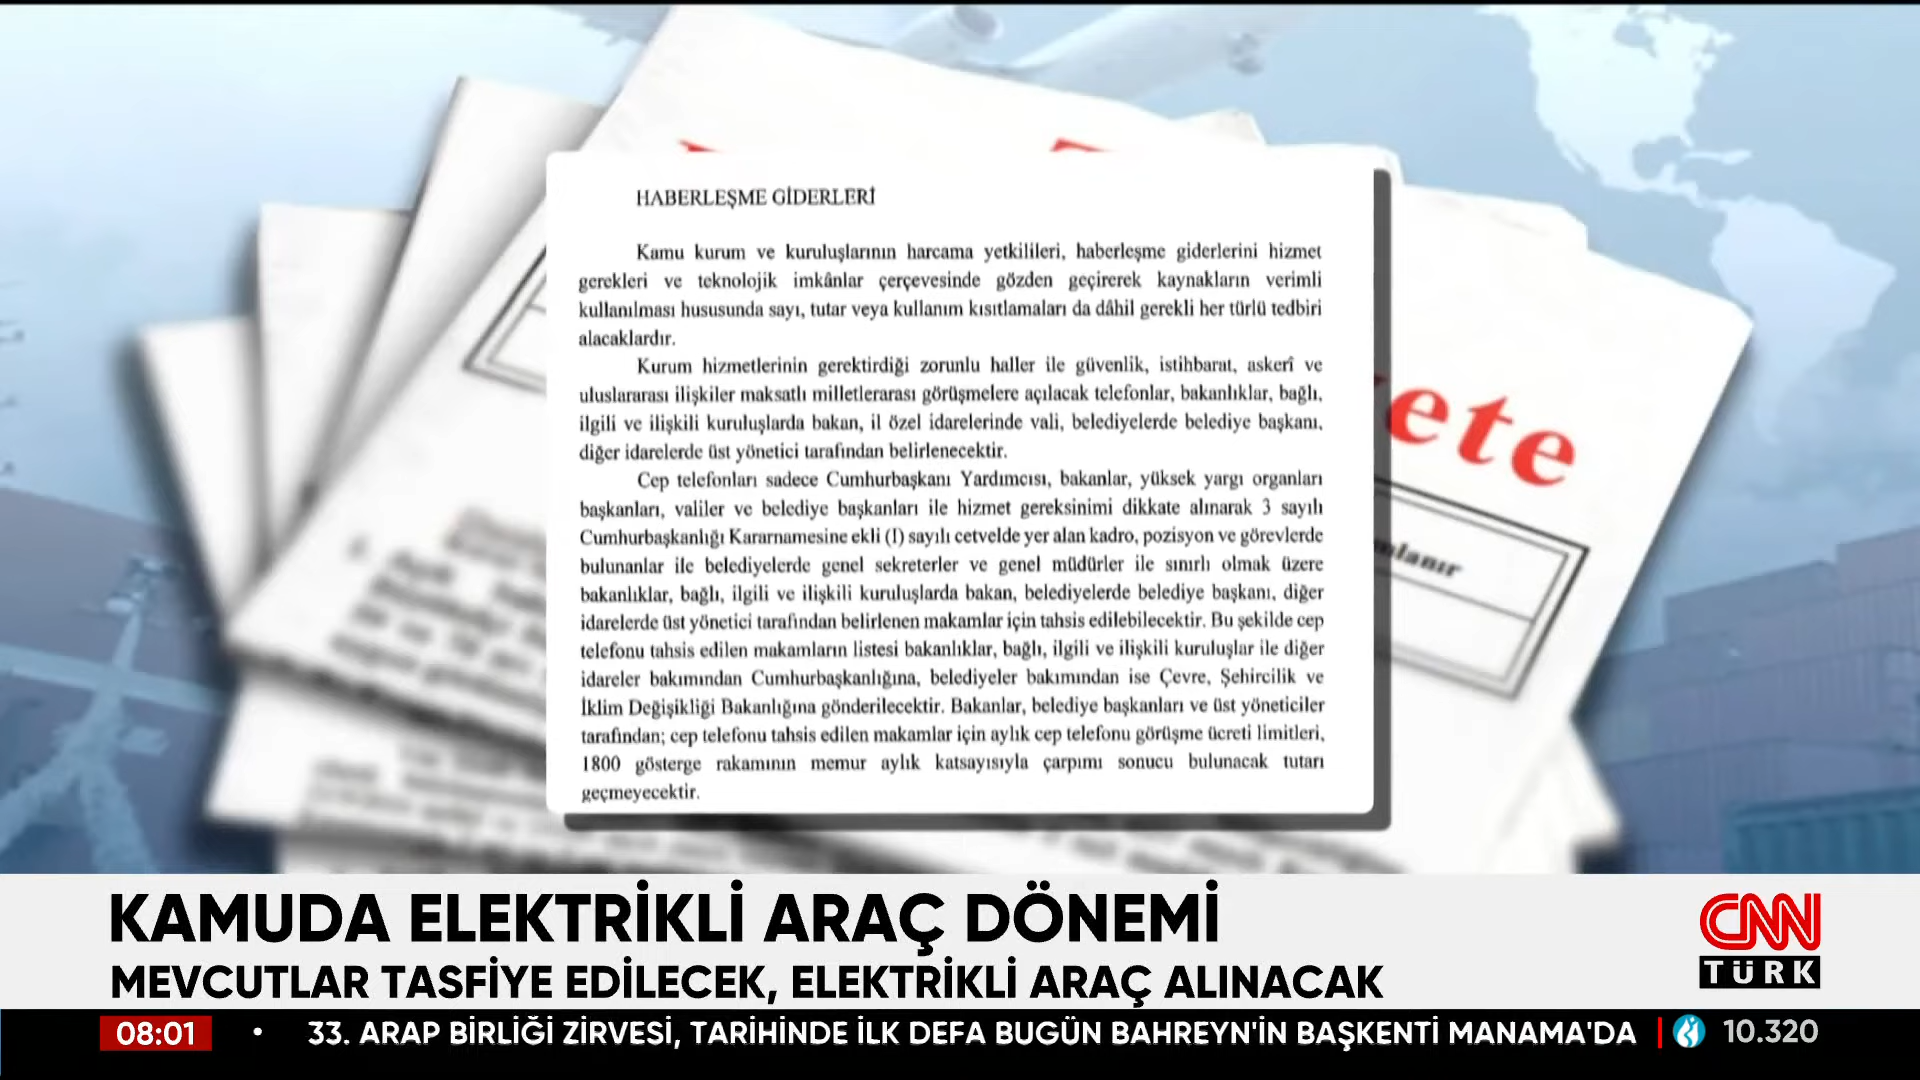 HABERLEŞME GİDERLERİ
Kamu kurum ve kuruluşlarının harcama yetkilileri, haberleşme giderlerini hizmet
gerekleri ve teknolojik imkânlar çerçevesinde gözden geçirerek kaynakların verimli
kullanılması hususunda sayı, tutar veya kullanım kısıtlamaları da dâhil gerekli her türlü tedbiri
alacaklardır.
Kurum hizmetlerinin gerektirdiği zorunlu haller ile güvenlik, istihbarat, askerî ve
uluslararası ilişkiler maksatlı milletlerarası görüşmelere açılacak telefonlar, bakanlıklar, bağlı,
ilgili ve ilişkili kuruluşlarda bakan, il özel idarelerinde vali, belediyelerde belediye başkanı,
diğer idarelerde üst yönetici tarafından belirlenecektir.
Cep telefonları sadece Cumhurbaşkanı Yardımcısı, bakanlar, yüksek yargı organları
başkanları, valiler ve belediye başkanları ile hizmet gereksinimi dikkate alınarak 3 sayılı
Cumhurbaşkanlığı Kararnamesine ekli (I) sayılı cetvelde yer alan kadro, pozisyon ve görevlerde
bulunanlar ile belediyelerde genel sekreterler ve genel müdürler ile sınırlı olmak üzere
bakanlıklar, bağlı, ilgili ve ilişkili kuruluşlarda bakan, belediyelerde belediye başkanı, diğer
idarelerde üst yönetici tarafından belirlenen makamlar için tahsis edilebilecektir. Bu şekilde cep
telefonu tahsis edilen makamların listesi bakanlıklar, bağlı, ilgili ve ilişkili kuruluşlar ile diğer
idareler bakımından Cumhurbaşkanlığına, belediyeler bakımından ise Çevre, Şehircilik ve
İklim Değişikliği Bakanlığına gönderilecektir. Bakanlar, belediye başkanları ve üst yöneticiler
tarafından; cep telefonu tahsis edilen makamlar için aylık cep telefonu görüşme ücreti limitleri,
1800 gösterge rakamının memur aylık katsayısıyla çarpımı sonucu bulunacak tutarı
geçmeyecektir.
ete
KAMUDA ELEKTRİKLİ ARAÇ DÖNEMİ
MEVCUTLAR TASFİYE EDİLECEK, ELEKTRİKLİ ARAÇ ALINACAK
CNN
TÜRK
08:01 • 33. ARAP BİRLİĞİ ZİRVESİ, TARİHİNDE İLK DEFA BUGÜN BAHREYN'İN BAŞKENTİ MANAMA'DA | 10.320